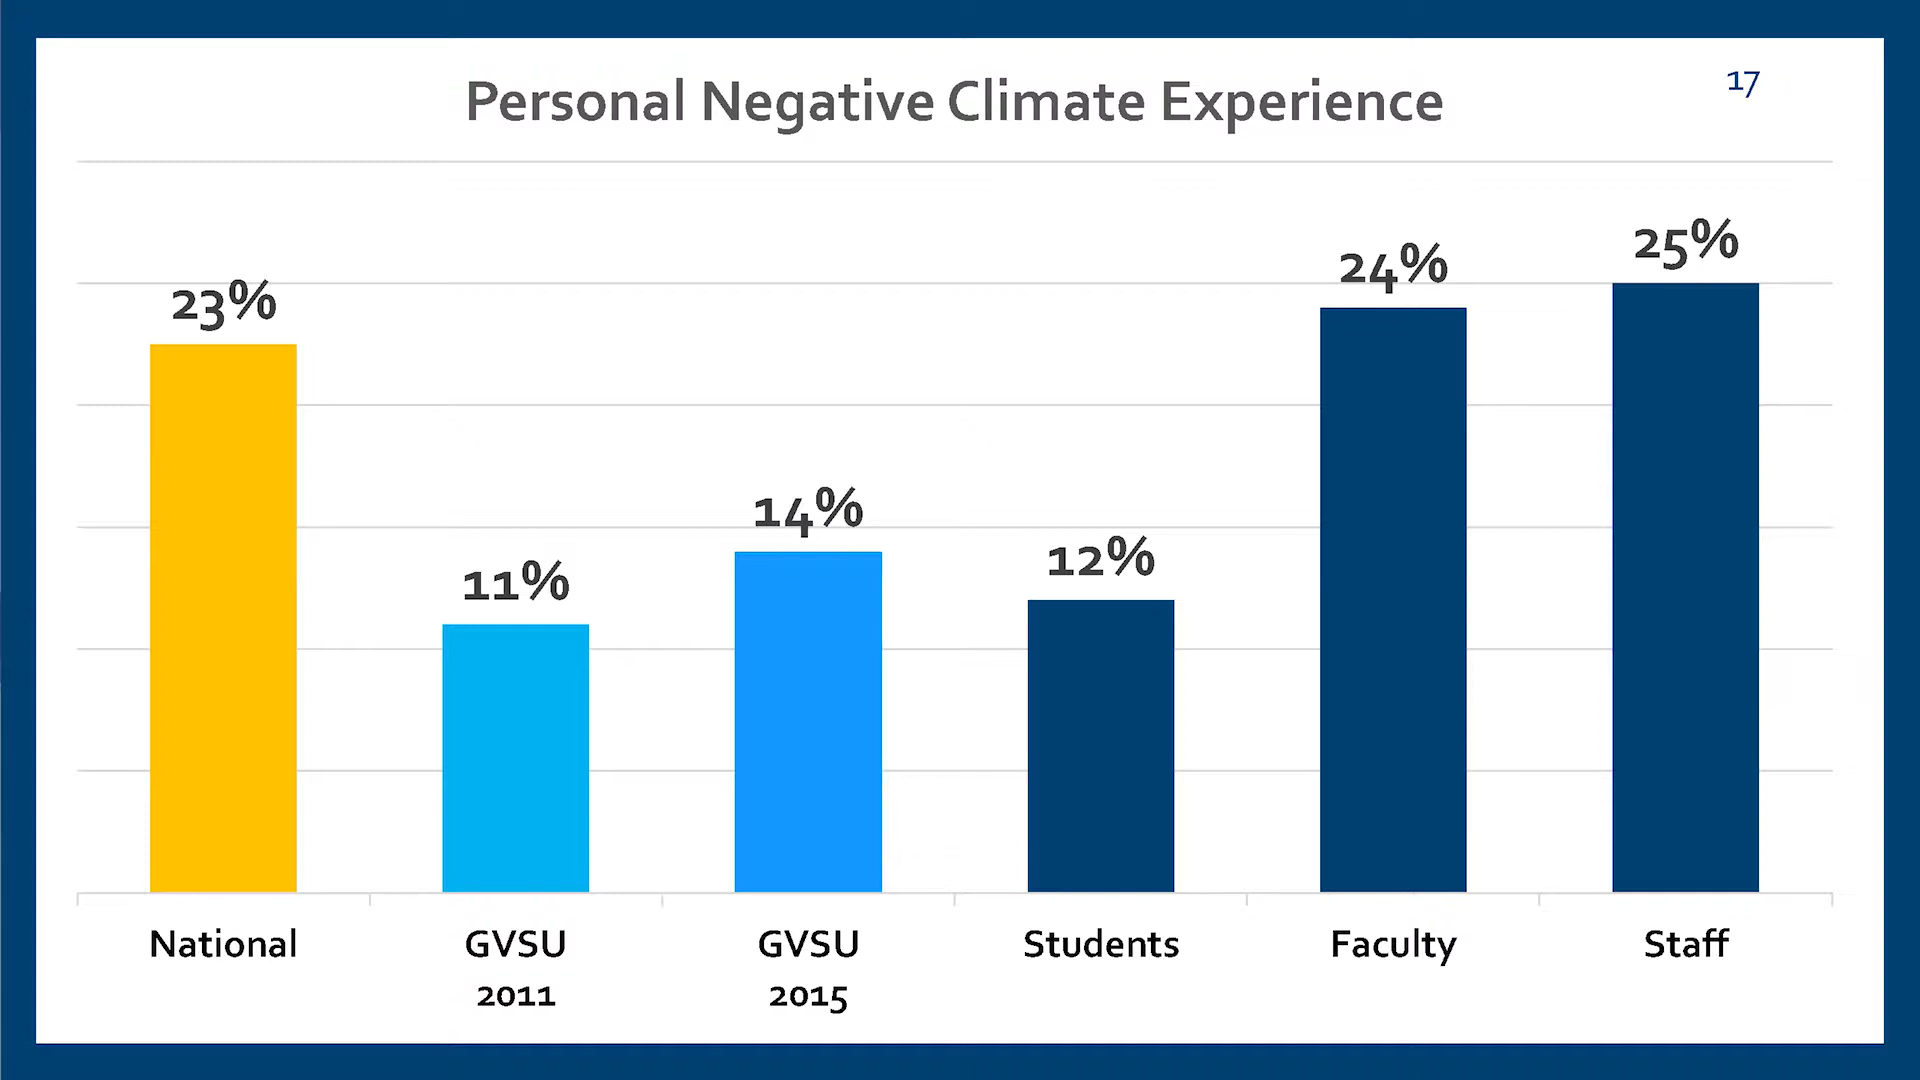 Personal Negative Climate Experience
17
23%
11%
14%
12%
24%
25%
National
GVSU
2011
GVSU
2015
Students
Faculty
Staff